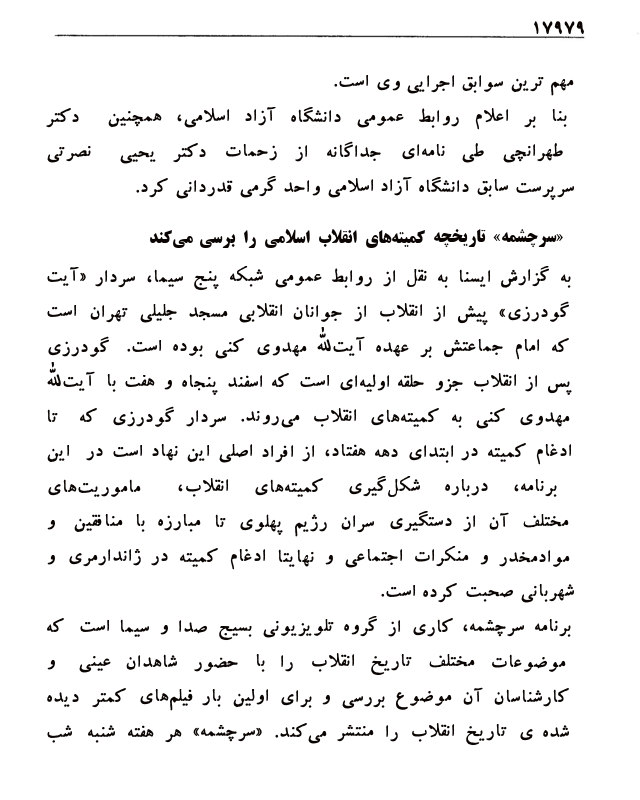 ۱۷۹۷۹
مهم ترین سوابق اجرایی وی است.
بنا بر اعلام روابط عمومی دانشگاه آزاد اسلامی، همچنین دکتر
طهرانچی طی نامه‌ای جداگانه از زحمات دکتر یحیی نصرتی
سرپرست سابق دانشگاه آزاد اسلامی واحد گرمی قدردانی کرد.
«سرچشمه» تاریخچه کمیته‌های انقلاب اسلامی را برسی می‌کند
به گزارش ایسنا به نقل از روابط عمومی شبکه پنج سیما، سردار «آیت
گودرزی» پیش از انقلاب از جوانان انقلابی مسجد جلیلی تهران است
که امام جماعتش بر عهده آیت‌الله مهدوی کنی بوده است. گودرزی
پس از انقلاب جزو حلقه اولیه‌ای است که اسفند پنجاه و هفت با آیت‌الله
مهدوی کنی به کمیته‌های انقلاب می‌روند. سردار گودرزی که تا
ادغام کمیته در ابتدای دهه هفتاد، از افراد اصلی این نهاد است در این
برنامه، درباره شکل‌گیری کمیته‌های انقلاب، ماموریت‌های
مختلف آن از دستگیری سران رژیم پهلوی تا مبارزه با منافقین و
موادمخدر و منکرات اجتماعی و نهایتا ادغام کمیته در ژاندارمری و
شهربانی صحبت کرده است.
برنامه سرچشمه، کاری از گروه تلویزیونی بسیج صدا و سیما است که
موضوعات مختلف تاریخ انقلاب را با حضور شاهدان عینی و
کارشناسان آن موضوع بررسی و برای اولین بار فیلم‌های کمتر دیده
شده ی تاریخ انقلاب را منتشر می‌کند. «سرچشمه» هر هفته شنبه شب